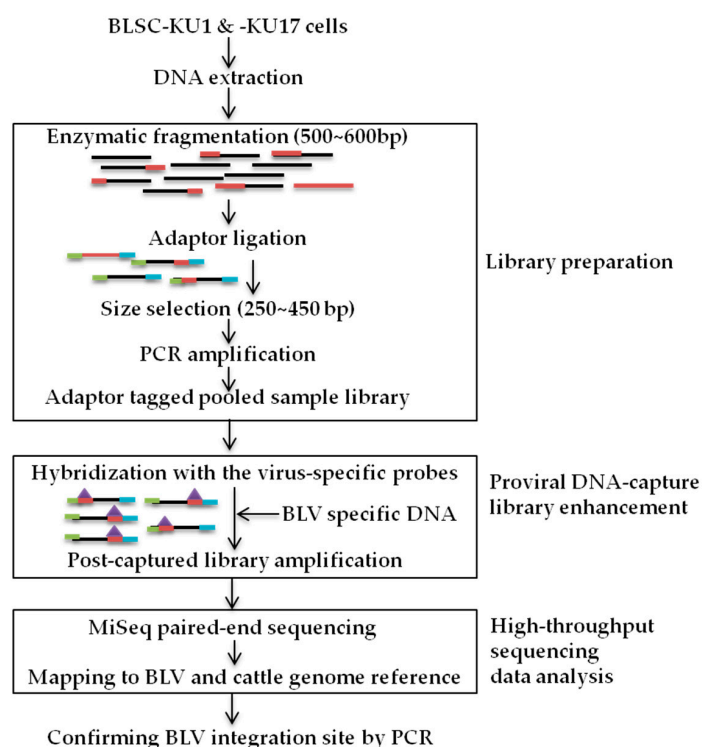 BLSC-KU1 & -KU17 cells
DNA extraction
Enzymatic fragmentation (500~600bp)
Adaptor ligation
Size selection (250~450 bp)
PCR amplification
Adaptor tagged pooled sample library
Library preparation
Hybridization with the virus-specific probes
BLV specific DNA
Post-captured library amplification
Proviral DNA-capture
library enhancement
MiSeq paired-end sequencing
Mapping to BLV and cattle genome reference
High-throughput
sequencing
data analysis
Confirming BLV integration site by PCR